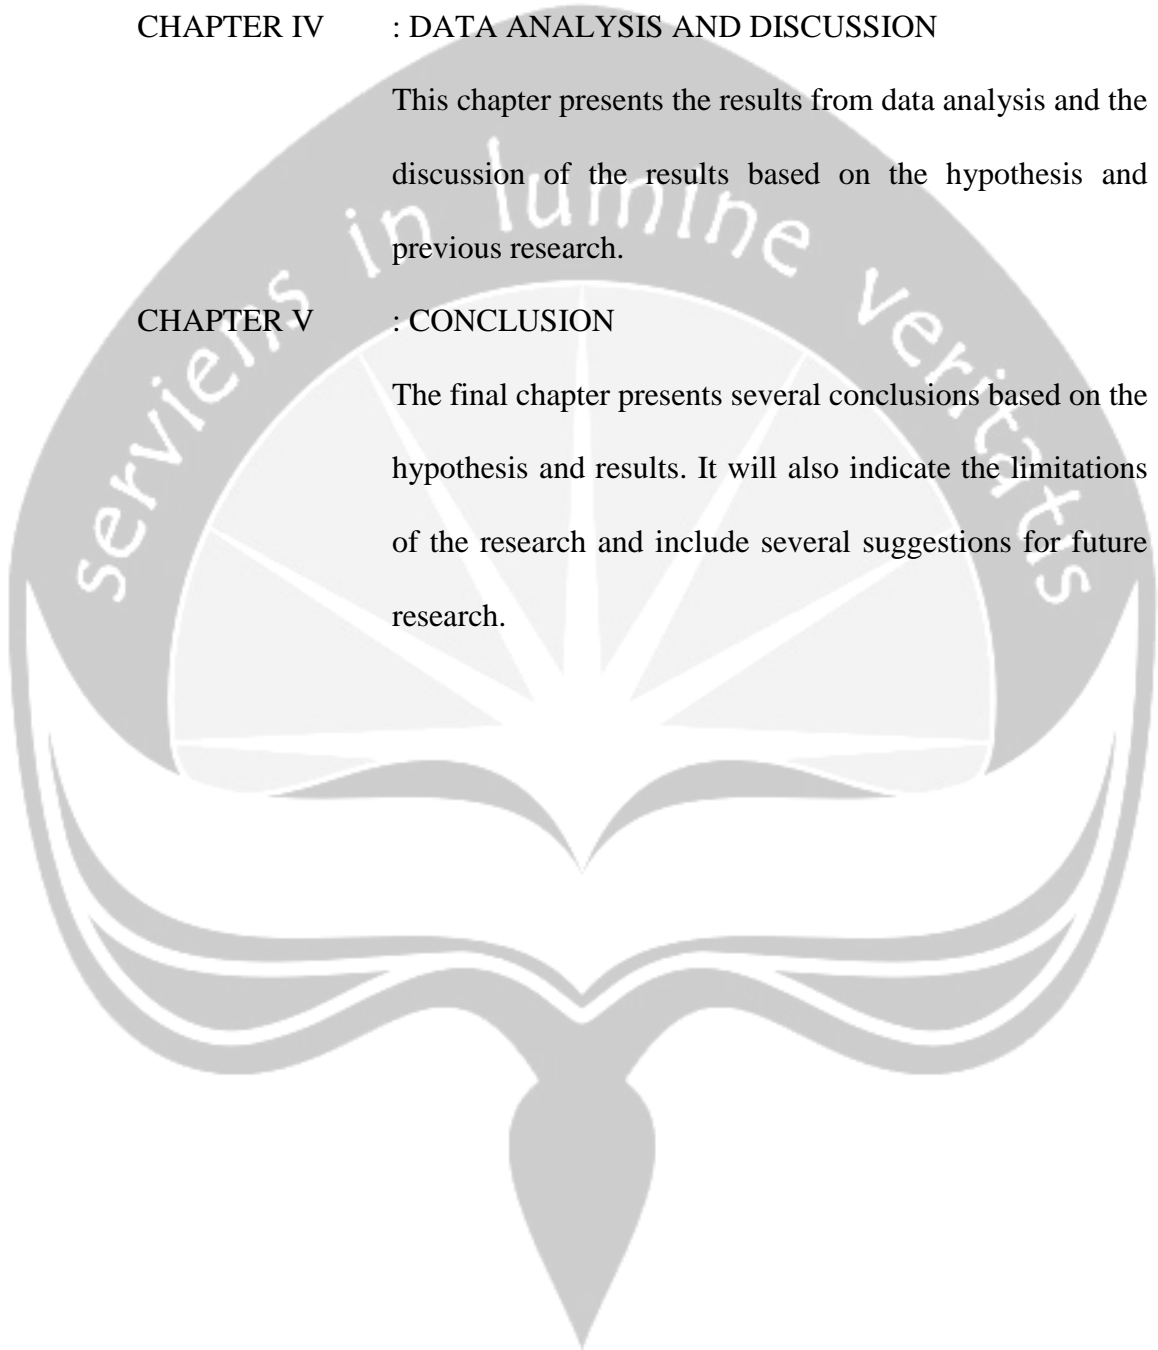 CHAPTER IV : DATA ANALYSIS AND DISCUSSION
This chapter presents the results from data analysis and the
discussion of the results based on the hypothesis and
previous research.
CHAPTER V : CONCLUSION
The final chapter presents several conclusions based on the
hypothesis and results. It will also indicate the limitations
of the research and include several suggestions for future
research.
serviens in lumine veritatis